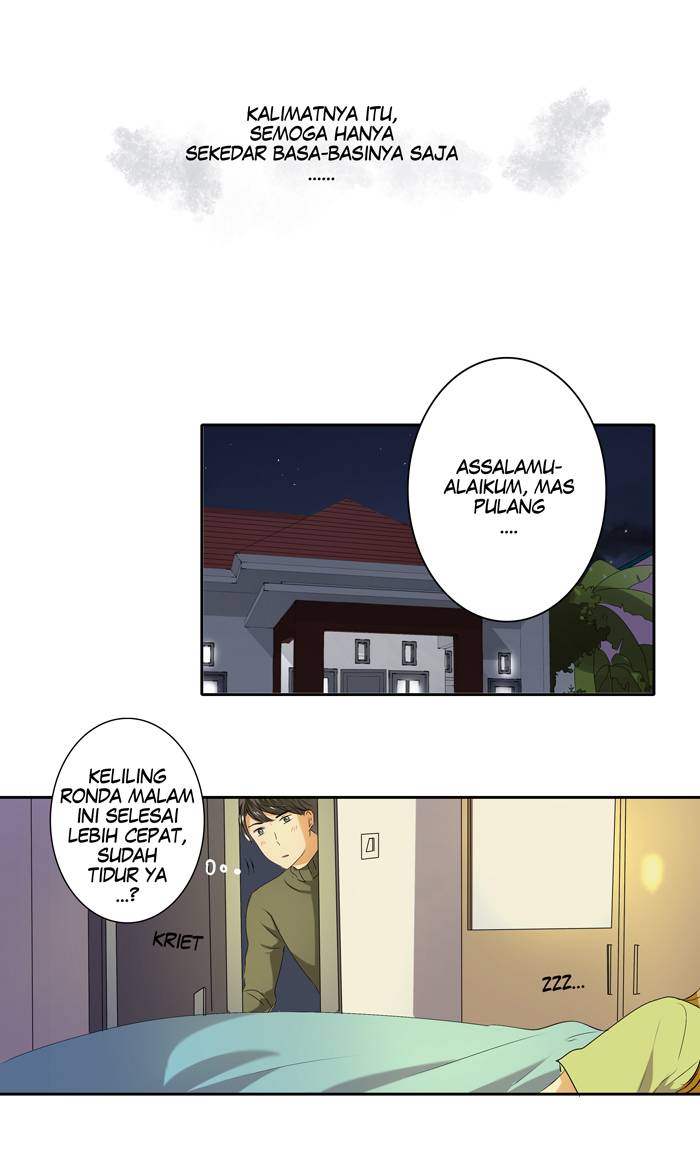 KALIMATNYA ITU,
SEMOGA HANYA
SEKEDAR BASA-BASINYA SAJA
......
ASSALAMU-
ALAIKUM, MAS
PULANG
....
KELILING
RONDA MALAM
INI SELESAI
LEBIH CEPAT,
SUDAH
TIDUR YA
...?
KRIET
ZZZ...